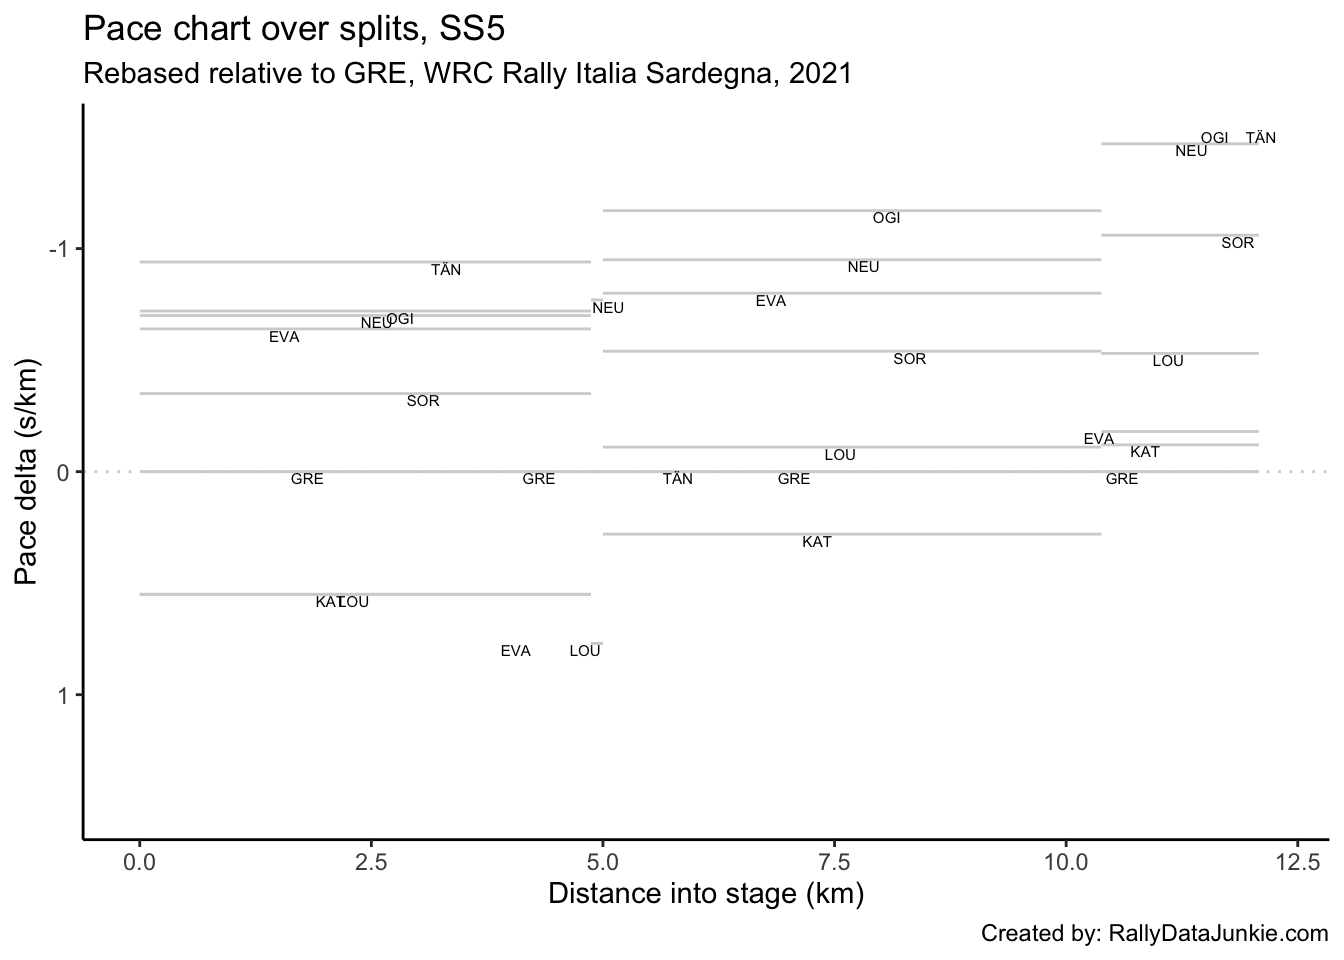 Pace chart over splits, SS5
Rebased relative to GRE, WRC Rally Italia Sardegna, 2021
OGI TÄN
NEU
OGI
SOR
-1
TÄN
NEU
EVA
NEU
OGI
NEU
EVA
SOR
LOU
SOR
EVA
KAT
LOU
0
GRE GRE TÄN GRE GRE
KAT
KAT LOU
EVA LOU
1
Pace delta (s/km)
0.0 2.5 5.0 7.5 10.0 12.5
Distance into stage (km)
Created by: RallyDataJunkie.com